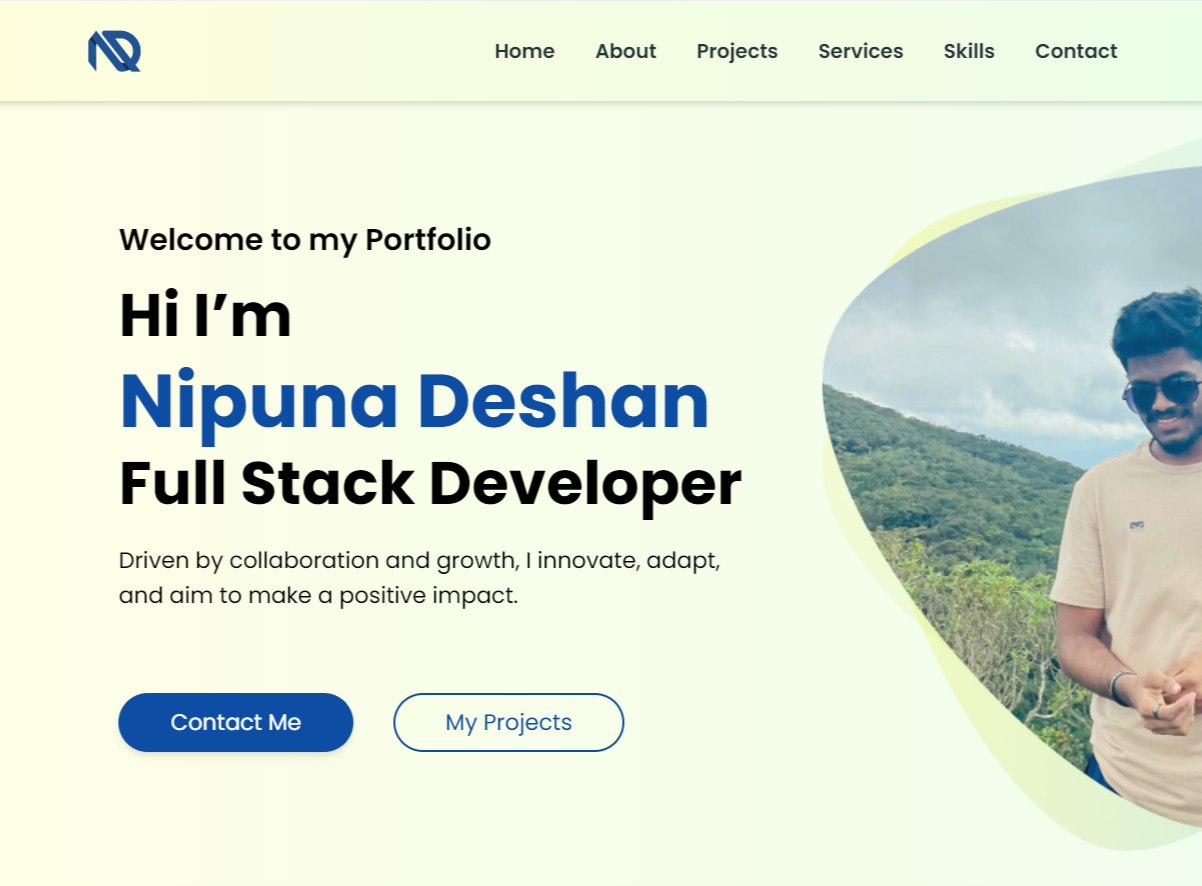 Home About Projects Services Skills Contact
Welcome to my Portfolio
Hi I’m
Nipuna Deshan
Full Stack Developer
Driven by collaboration and growth, I innovate, adapt,
and aim to make a positive impact.
Contact Me My Projects